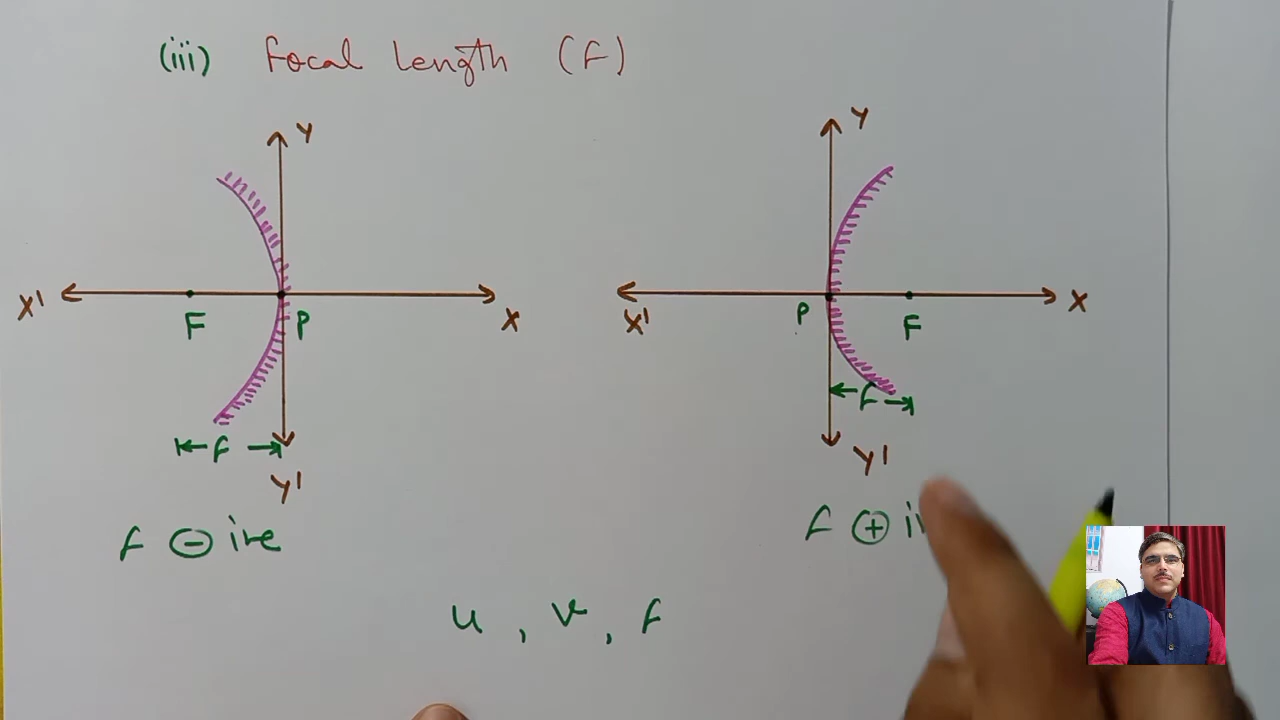 (iii) Focal Length (F)
Y
Y
X'
F
P
X
X'
P
F
X
F
F
Y'
Y'
F ⊖ ive
F ⊕ i
u , v , f